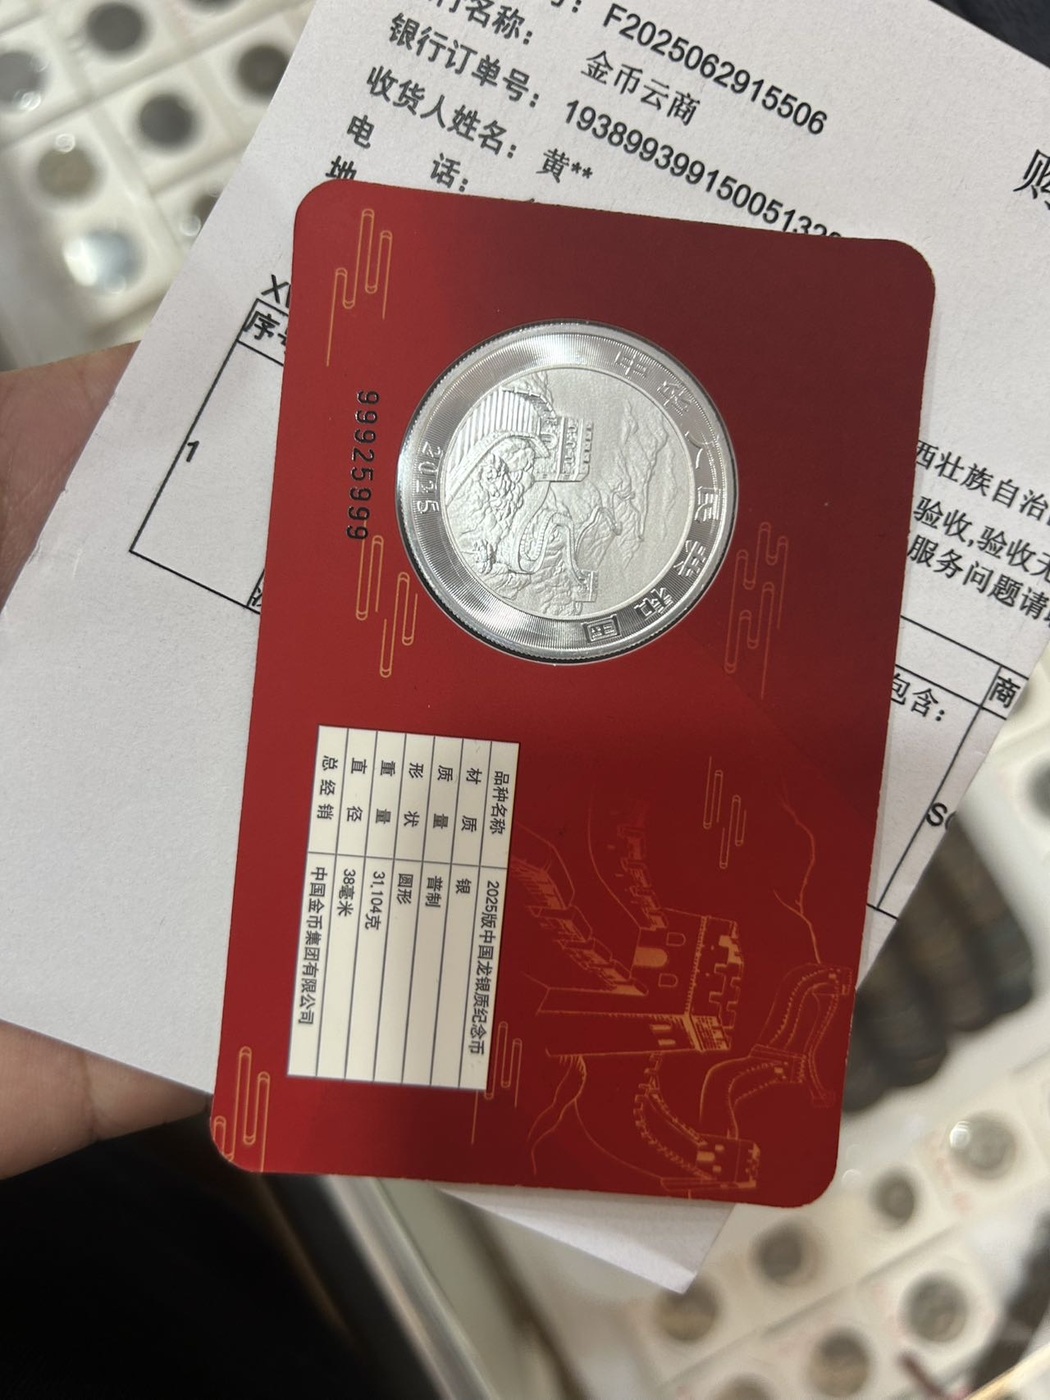 号：F2025062915506
行名称： 金币云商
银行订单号： 193899399150051329
收货人姓名： 黄**
电 话：
地
购
序
1
西壮族自治
验收,验收无
服务问题请
包含：
商
中华人民共和国
2025
99925999
品种名称 2025版中国龙银质纪念币
材质 银
质量 普制
形状 圆形
重量 31.104克
直径 38毫米
总经销 中国金币集团有限公司